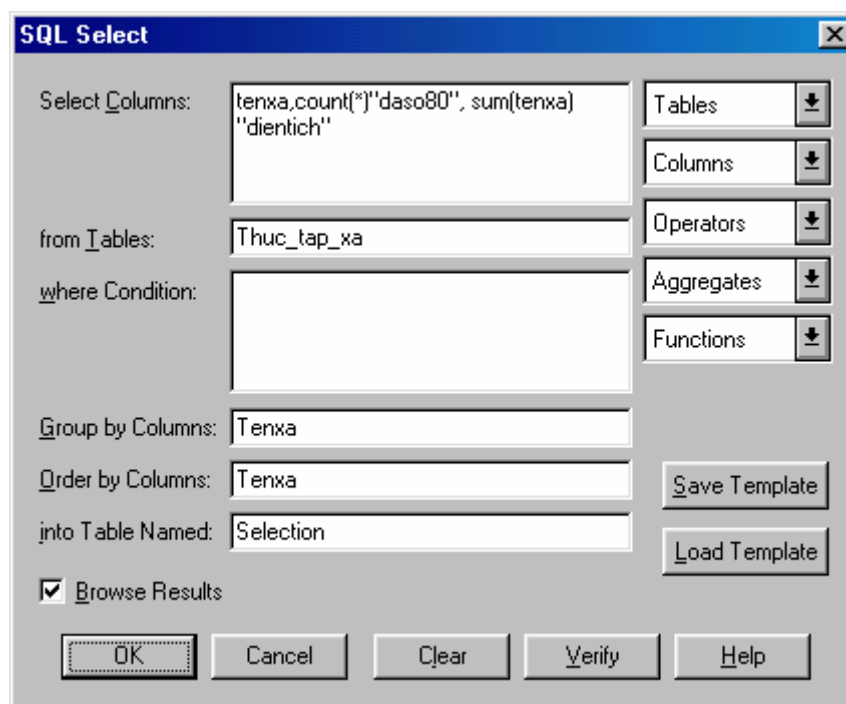 SQL Select
Select Columns:
tenxa,count(*)"daso80", sum(tenxa)
"dientich"
Tables
Columns
from Tables:
Thuc_tap_xa
Operators
where Condition:
Aggregates
Functions
Group by Columns:
Tenxa
Order by Columns:
Tenxa
Save Template
into Table Named:
Selection
Load Template
Browse Results
OK
Cancel
Clear
Verify
Help